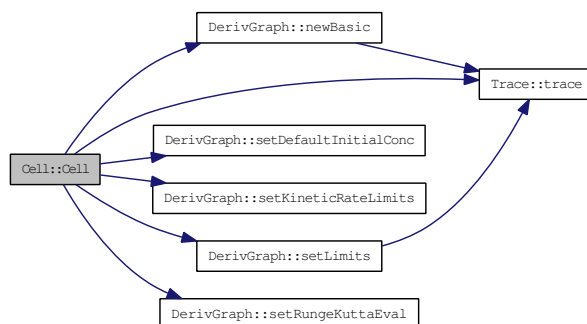 DerivGraph::newBasic
Trace::trace
DerivGraph::setDefaultInitialConc
Cell::Cell
DerivGraph::setKineticRateLimits
DerivGraph::setLimits
DerivGraph::setRungeKuttaEval